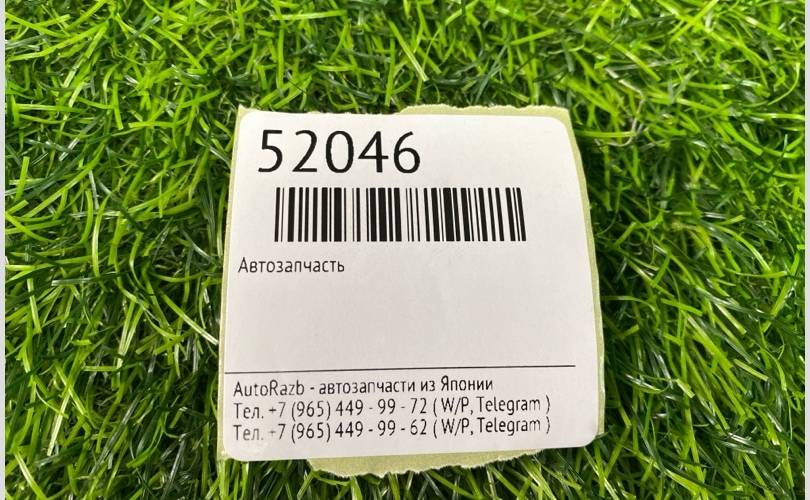 52046
Автозапчасть
AutoRazb - автозапчасти из Японии
Тел. +7 (965) 449 - 99 - 72 ( W/P, Telegram )
Тел. +7 (965) 449 - 99 - 62 ( W/P, Telegram )